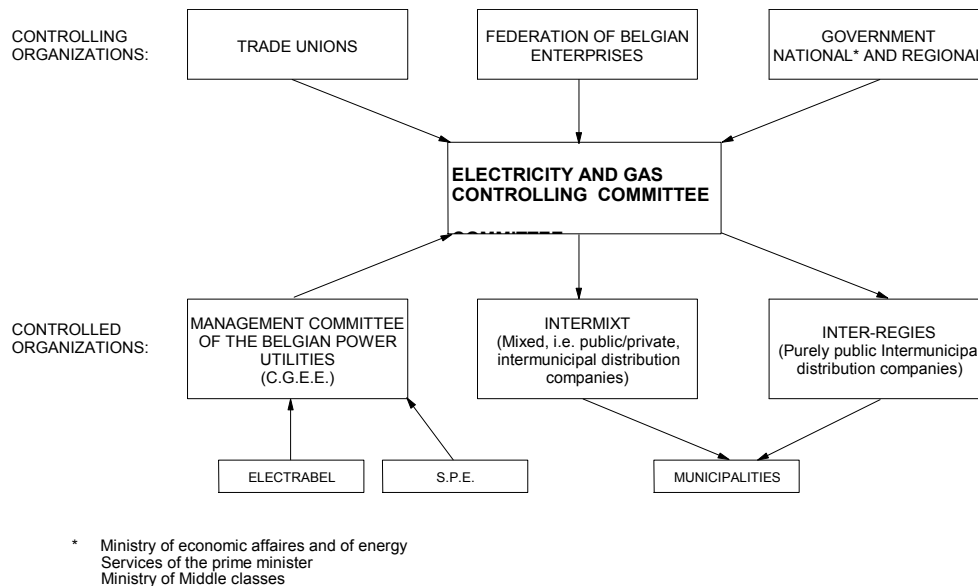 CONTROLLING
ORGANIZATIONS:
TRADE UNIONS
FEDERATION OF BELGIAN
ENTERPRISES
GOVERNMENT
NATIONAL* AND REGIONAL
ELECTRICITY AND GAS
CONTROLLING COMMITTEE
COMMITTEE
CONTROLLED
ORGANIZATIONS:
MANAGEMENT COMMITTEE
OF THE BELGIAN POWER
UTILITIES
(C.G.E.E.)
INTERMIXT
(Mixed, i.e. public/private,
intermunicipal distribution
companies)
INTER-REGIES
(Purely public Intermunicipa
distribution companies)
ELECTRABEL
S.P.E.
MUNICIPALITIES
* Ministry of economic affaires and of energy
Services of the prime minister
Ministry of Middle classes